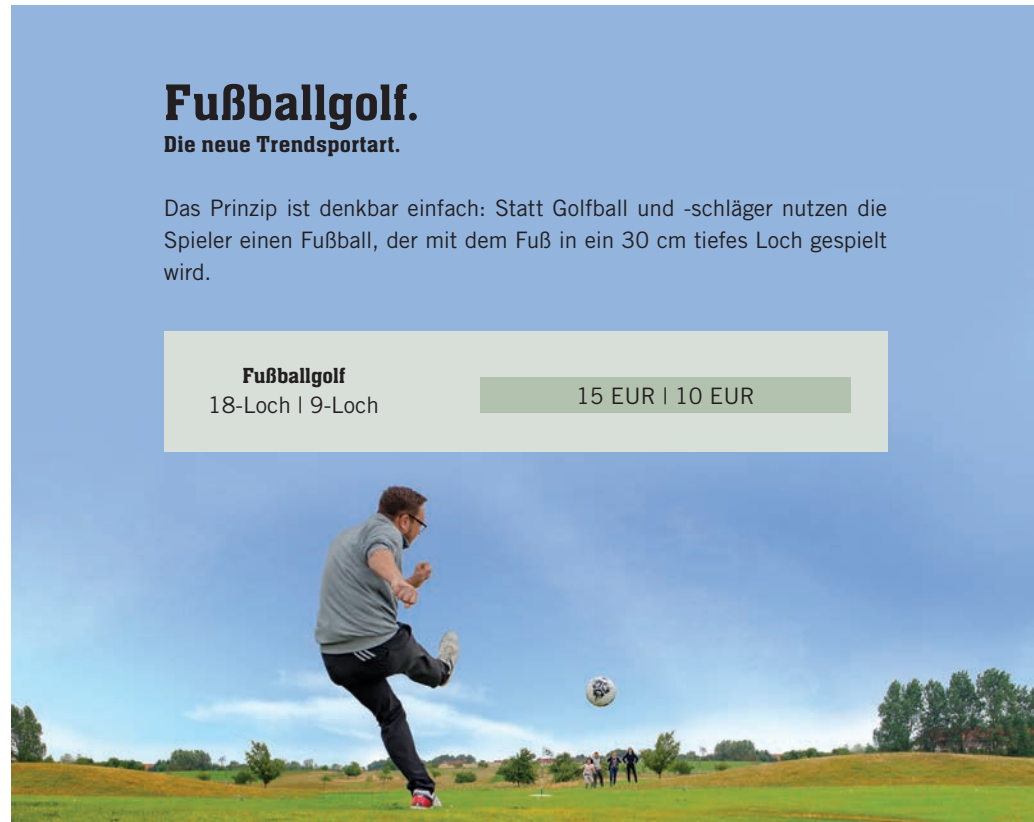 Fußballgolf.
Die neue Trendsportart.
Das Prinzip ist denkbar einfach: Statt Golfball und -schläger nutzen die
Spieler einen Fußball, der mit dem Fuß in ein 30 cm tiefes Loch gespielt
wird.
Fußballgolf
18-Loch | 9-Loch
15 EUR | 10 EUR